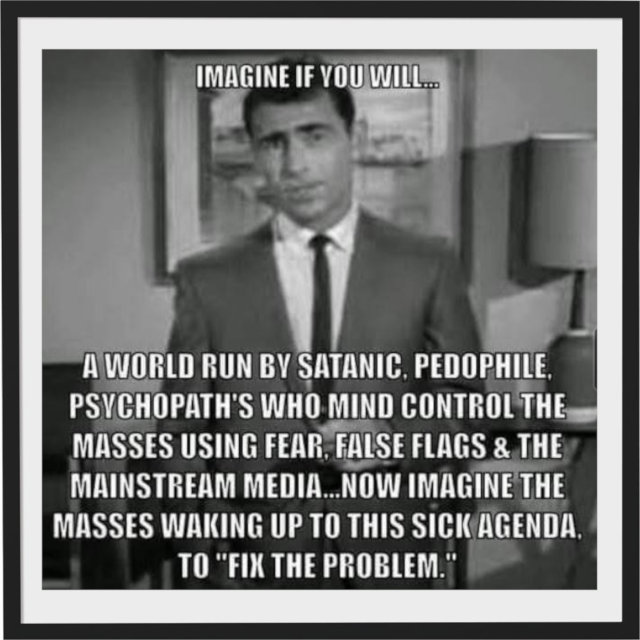 IMAGINE IF YOU WILL...
A WORLD RUN BY SATANIC, PEDOPHILE,
PSYCHOPATH'S WHO MIND CONTROL THE
MASSES USING FEAR, FALSE FLAGS & THE
MAINSTREAM MEDIA...NOW IMAGINE THE
MASSES WAKING UP TO THIS SICK AGENDA,
TO "FIX THE PROBLEM."